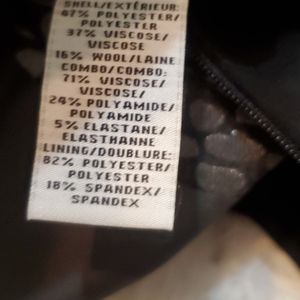 SHELL/EXTÉRIEUR:
47% POLYESTER/
POLYESTER
37% VISCOSE/
VISCOSE
16% WOOL/LAINE
COMBO/COMBO:
71% VISCOSE/
VISCOSE/
24% POLYAMIDE/
POLYAMIDE
5% ELASTANE/
ELASTHANNE
LINING/DOUBLURE:
82% POLYESTER/
POLYESTER
18% SPANDEX/
SPANDEX